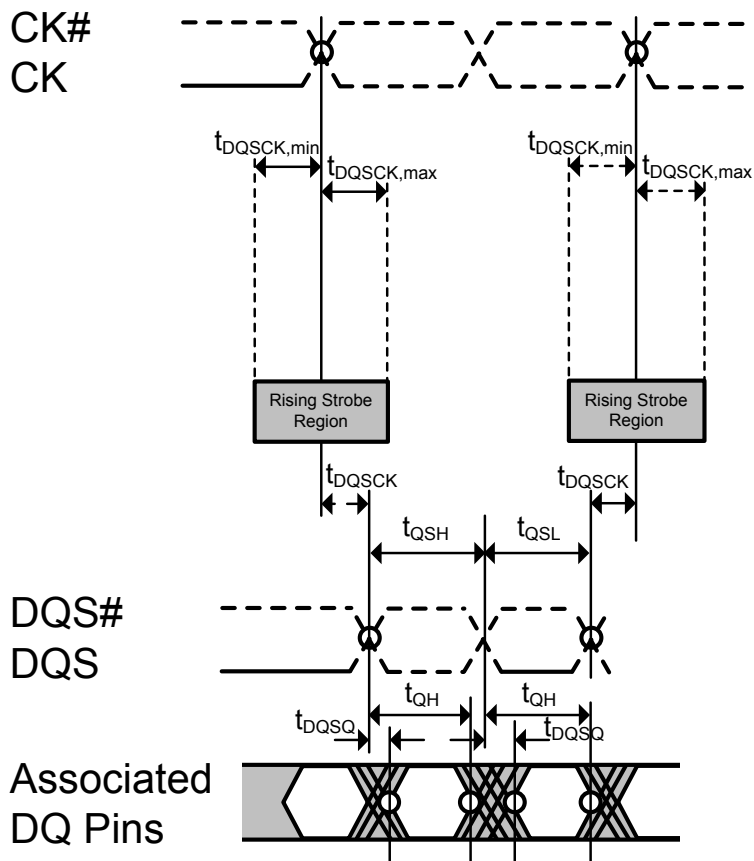 CK#
CK
tDQSCK,min
tDQSCK,max
tDQSCK,min
tDQSCK,max
Rising Strobe
Region
Rising Strobe
Region
tDQSCK
tDQSCK
tQSH
tQSL
DQS#
DQS
tQH
tQH
tDQSQ
tDQSQ
Associated
DQ Pins